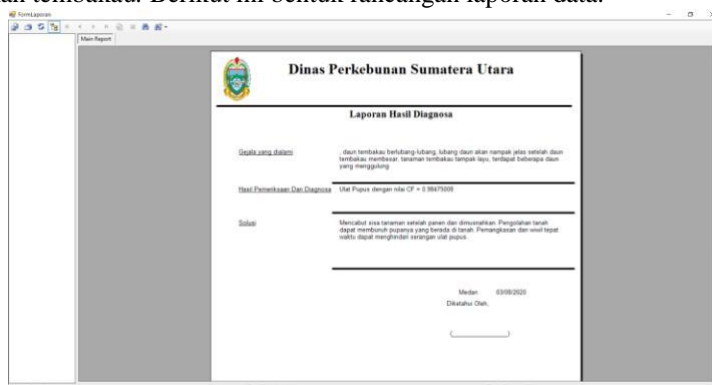 tembakau. Berikut ini bentuk rancangan laporan data.
FormLaporan
Main Report
Dinas Perkebunan Sumatera Utara
Laporan Hasil Diagnosa
Gejala yang dialami
, daun tembakau berlubang-lubang, lubang daun akan nampak jelas setelah daun
tembakau membesar, tanaman tembakau tampak layu, terdapat beberapa daun
yang menggulung
Hasil Pemeriksaan Dan Diagnosa
Ulat Pupus dengan nilai CF = 0.98475008
Solusi
Mencabut sisa tanaman setelah panen dan dimusnahkan. Pengolahan tanah
dapat membunuh pupanya yang berada di tanah. Pemangkasan dan wiwil tepat
waktu dapat menghindari serangan ulat pupus.
Medan 03/08/2020
Diketahui Oleh,
(____________)